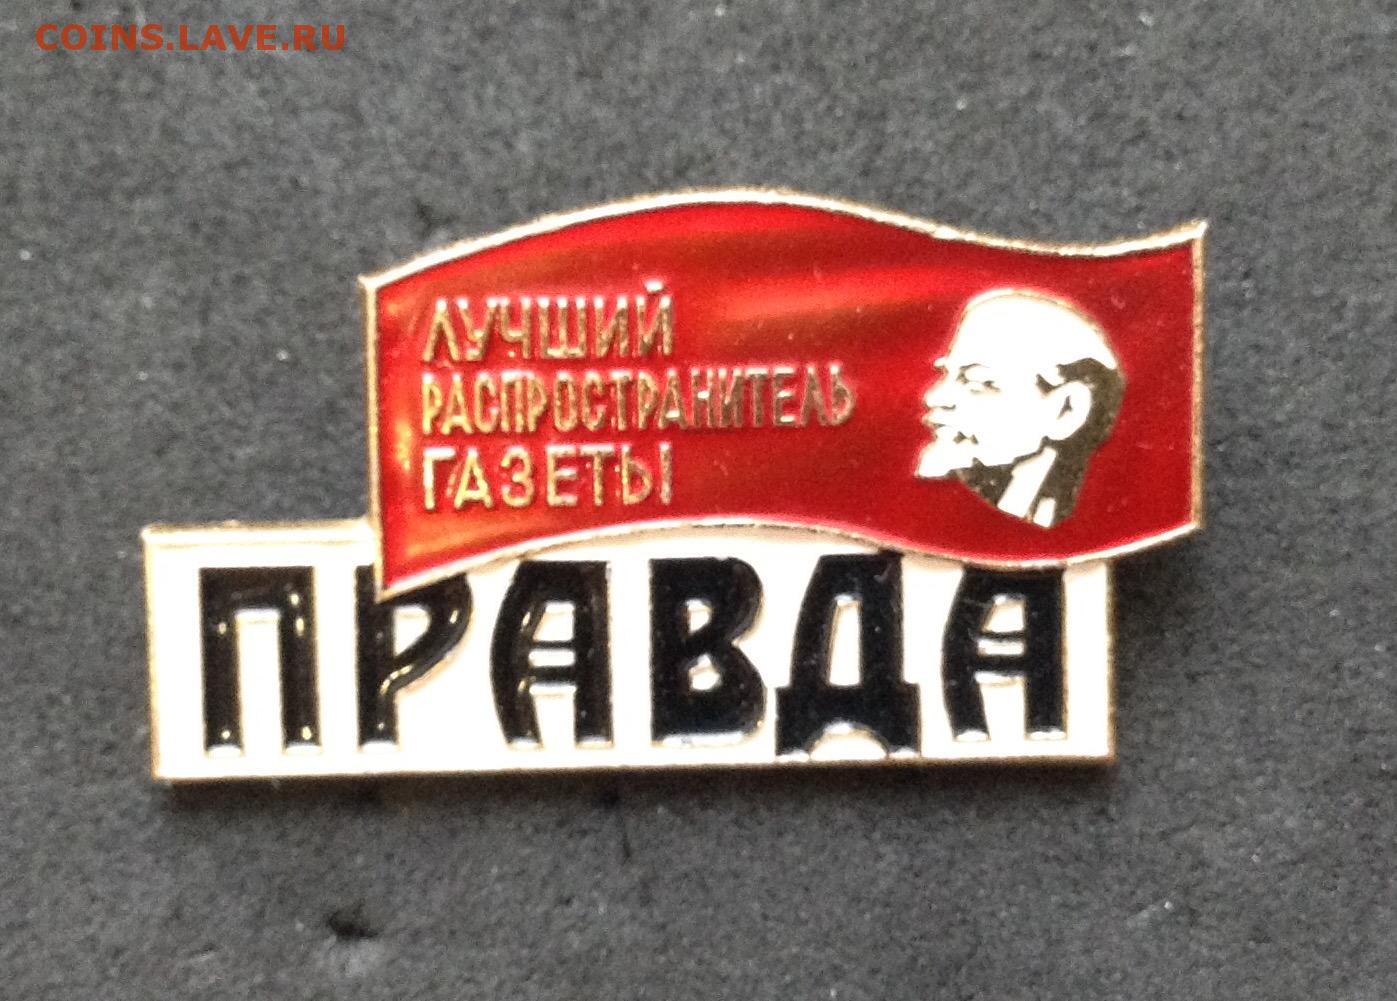 COINS.LAVE.RU
ЛУЧШИЙ
РАСПРОСТРАНИТЕЛЬ
ГАЗЕТЫ
ПРАВДА